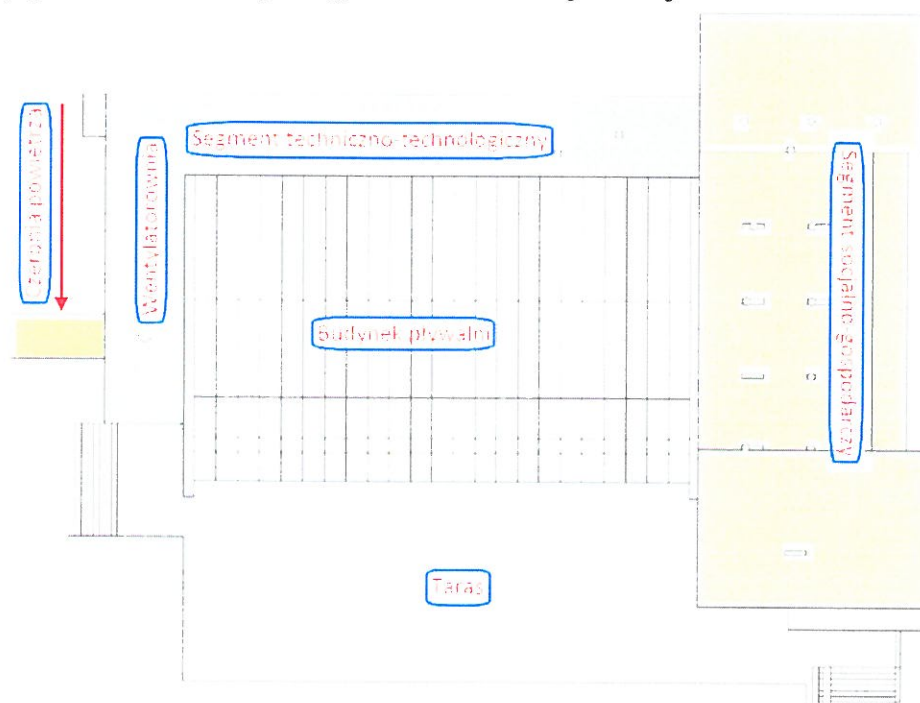 Segment techniczno-technologiczny
Czerpnia powietrza
Wentylatorownia
Segment socjalno gospodarczy
Budynek pływalni
Taras